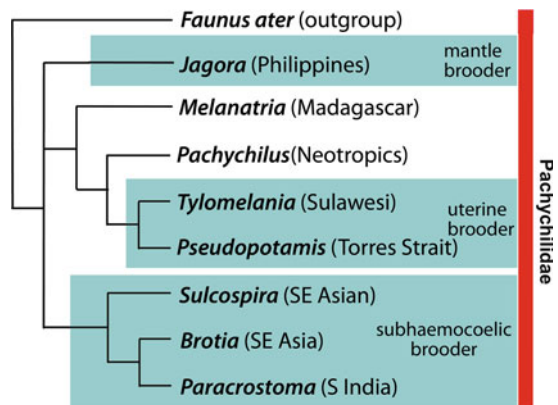 Faunus ater (outgroup)
Jagora (Philippines)
mantle
brooder
Melanatria (Madagascar)
Pachychilus(Neotropics)
Tylomelania (Sulawesi)
Pseudopotamis (Torres Strait)
uterine
brooder
Sulcospira (SE Asian)
Brotia (SE Asia)
Paracrostoma (S India)
subhaemocoelic
brooder
Pachychilidae